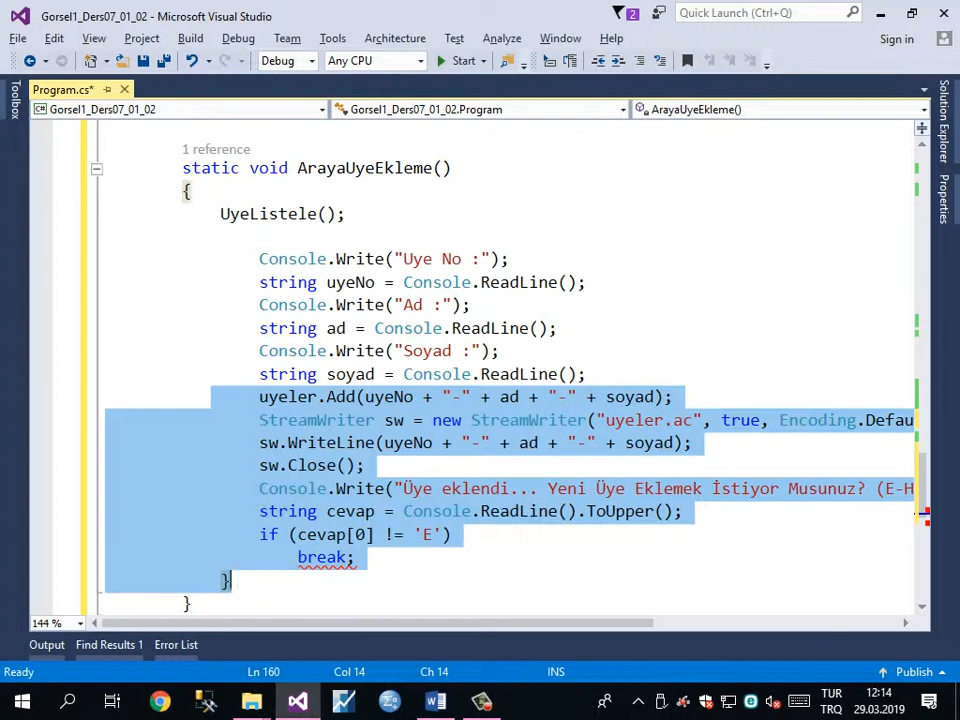 Gorsel1_Ders07_01_02 - Microsoft Visual Studio
2
Quick Launch (Ctrl+Q)
File Edit View Project Build Debug Team Tools Architecture Test Analyze Window Help
Sign in
Debug Any CPU Start
Program.cs*
Gorsel1_Ders07_01_02 Gorsel1_Ders07_01_02.Program ArayaUyeEkleme()
Toolbox
Solution Explorer
Properties
1 reference
static void ArayaUyeEkleme()
{
UyeListele();
Console.Write("Uye No :");
string uyeNo = Console.ReadLine();
Console.Write("Ad :");
string ad = Console.ReadLine();
Console.Write("Soyad :");
string soyad = Console.ReadLine();
uyeler.Add(uyeNo + "-" + ad + "-" + soyad);
StreamWriter sw = new StreamWriter("uyeler.ac", true, Encoding.Defau
sw.WriteLine(uyeNo + "-" + ad + "-" + soyad);
sw.Close();
Console.Write("Üye eklendi... Yeni Üye Eklemek İstiyor Musunuz? (E-H
string cevap = Console.ReadLine().ToUpper();
if (cevap[0] != 'E')
break;
}
}
144 %
Output Find Results 1 Error List
Ready Ln 160 Col 14 Ch 14 INS Publish
TUR 12:14
TRQ 29.03.2019